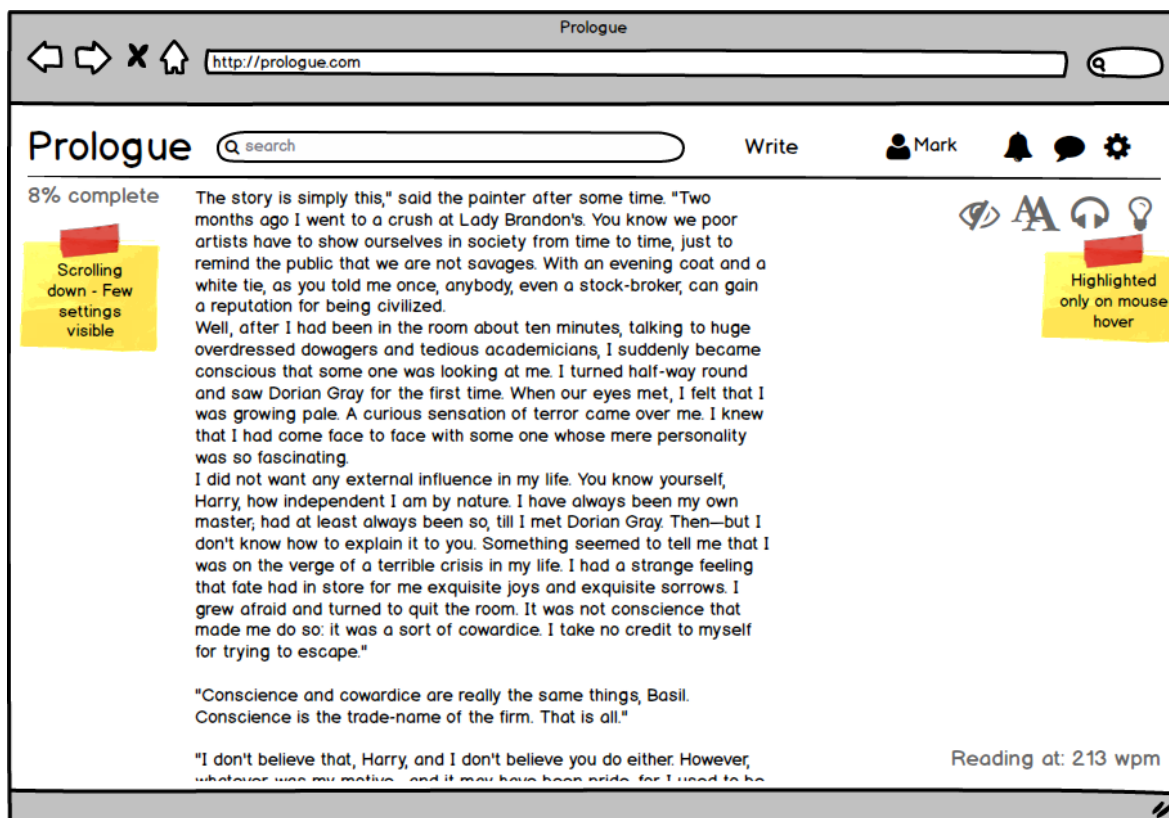 Prologue
http://prologue.com
Prologue
search
Write
Mark
8% complete
Scrolling
down - Few
settings
visible
The story is simply this," said the painter after some time. "Two
months ago I went to a crush at Lady Brandon's. You know we poor
artists have to show ourselves in society from time to time, just to
remind the public that we are not savages. With an evening coat and a
white tie, as you told me once, anybody, even a stock-broker, can gain
a reputation for being civilized.
Well, after I had been in the room about ten minutes, talking to huge
overdressed dowagers and tedious academicians, I suddenly became
conscious that some one was looking at me. I turned half-way round
and saw Dorian Gray for the first time. When our eyes met, I felt that I
was growing pale. A curious sensation of terror came over me. I knew
that I had come face to face with some one whose mere personality
was so fascinating.
I did not want any external influence in my life. You know yourself,
Harry, how independent I am by nature. I have always been my own
master; had at least always been so, till I met Dorian Gray. Then—but I
don't know how to explain it to you. Something seemed to tell me that I
was on the verge of a terrible crisis in my life. I had a strange feeling
that fate had in store for me exquisite joys and exquisite sorrows. I
grew afraid and turned to quit the room. It was not conscience that
made me do so: it was a sort of cowardice. I take no credit to myself
for trying to escape."
"Conscience and cowardice are really the same things, Basil.
Conscience is the trade-name of the firm. That is all."
"I don't believe that, Harry, and I don't believe you do either. However,
whatever was my motive—and it may have been pride, for I used to be
AA
Highlighted
only on mouse
hover
Reading at: 213 wpm